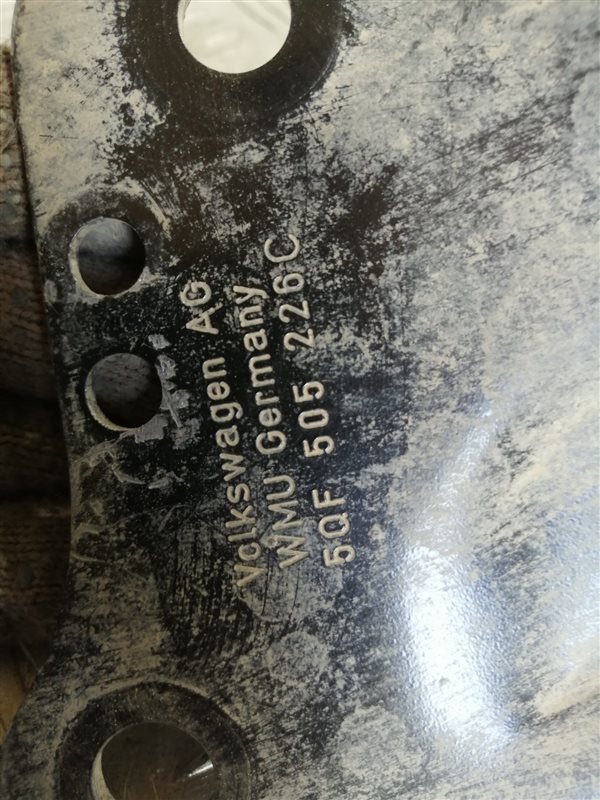 Volkswagen AG
WMU Germany
5QF 505 226C